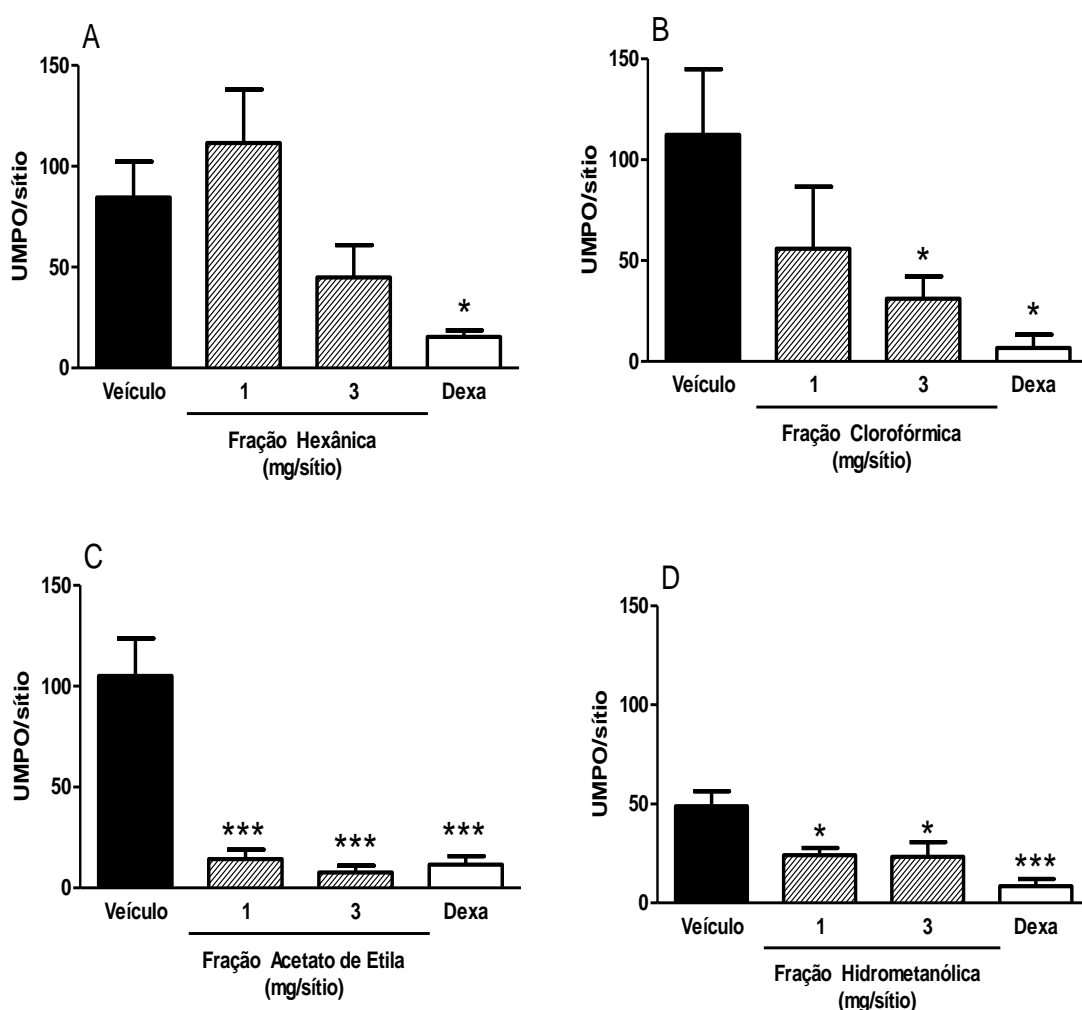 A
UMPO/sítio
150
100
50
0
*
Veículo 1 3 Dexa
Fração Hexânica
(mg/sítio)
B
UMPO/sítio
150
100
50
0
* *
Veículo 1 3 Dexa
Fração Clorofórmica
(mg/sítio)
C
UMPO/sítio
150
100
50
0
*** *** ***
Veículo 1 3 Dexa
Fração Acetato de Etila
(mg/sítio)
D
UMPO/sítio
150
100
50
0
* * ***
Veículo 1 3 Dexa
Fração Hidrometanólica
(mg/sítio)